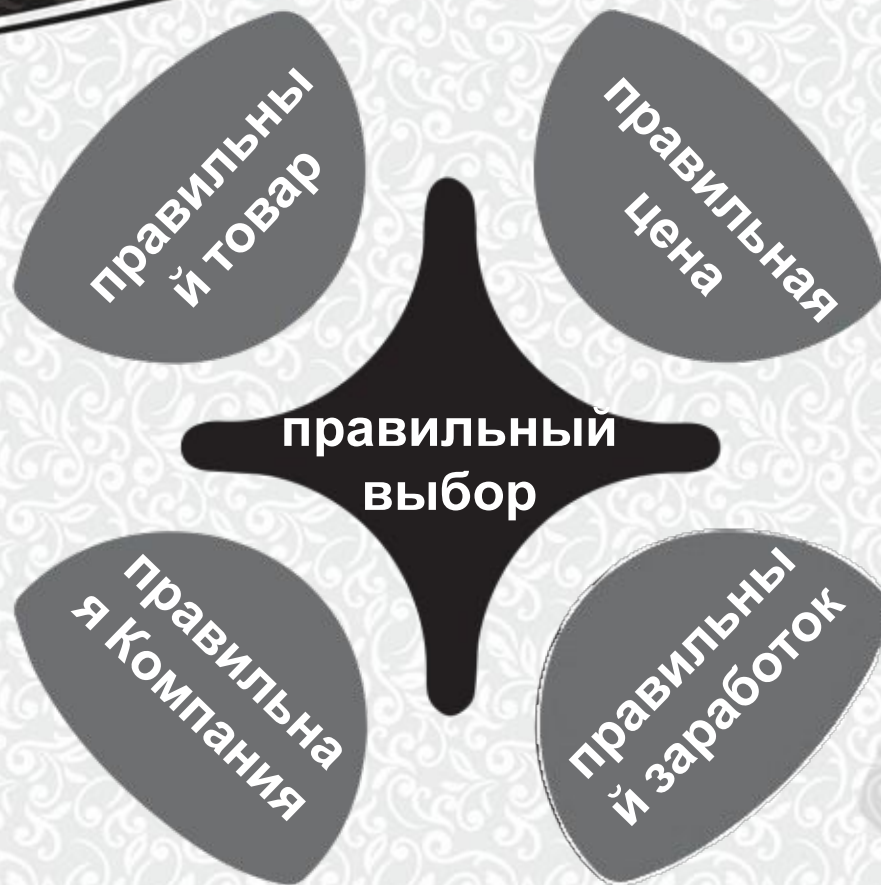 правильны
й товар
правильная
цена
правильный
выбор
правильна
я Компания
правильны
й заработок